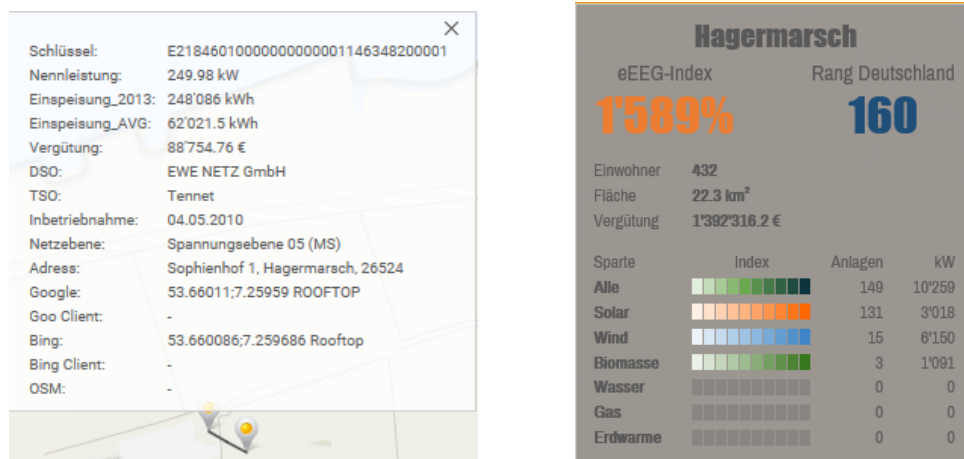 Schlüssel: E21846010000000000001146348200001
Nennleistung: 249.98 kW
Einspeisung_2013: 248'086 kWh
Einspeisung_AVG: 62'021.5 kWh
Vergütung: 88'754.76 €
DSO: EWE NETZ GmbH
TSO: Tennet
Inbetriebnahme: 04.05.2010
Netzebene: Spannungsebene 05 (MS)
Adress: Sophienhof 1, Hagermarsch, 26524
Google: 53.66011;7.25959 ROOFTOP
Goo Client: -
Bing: 53.660086;7.259686 Rooftop
Bing Client: -
OSM: -
Hagermarsch
eEEG-Index Rang Deutschland
1'589% 160
Einwohner 432
Fläche 22.3 km²
Vergütung 1'392'316.2 €
Sparte Index Anlagen kW
Alle 149 10'259
Solar 131 3'018
Wind 15 6'150
Biomasse 3 1'091
Wasser 0 0
Gas 0 0
Erdwarme 0 0